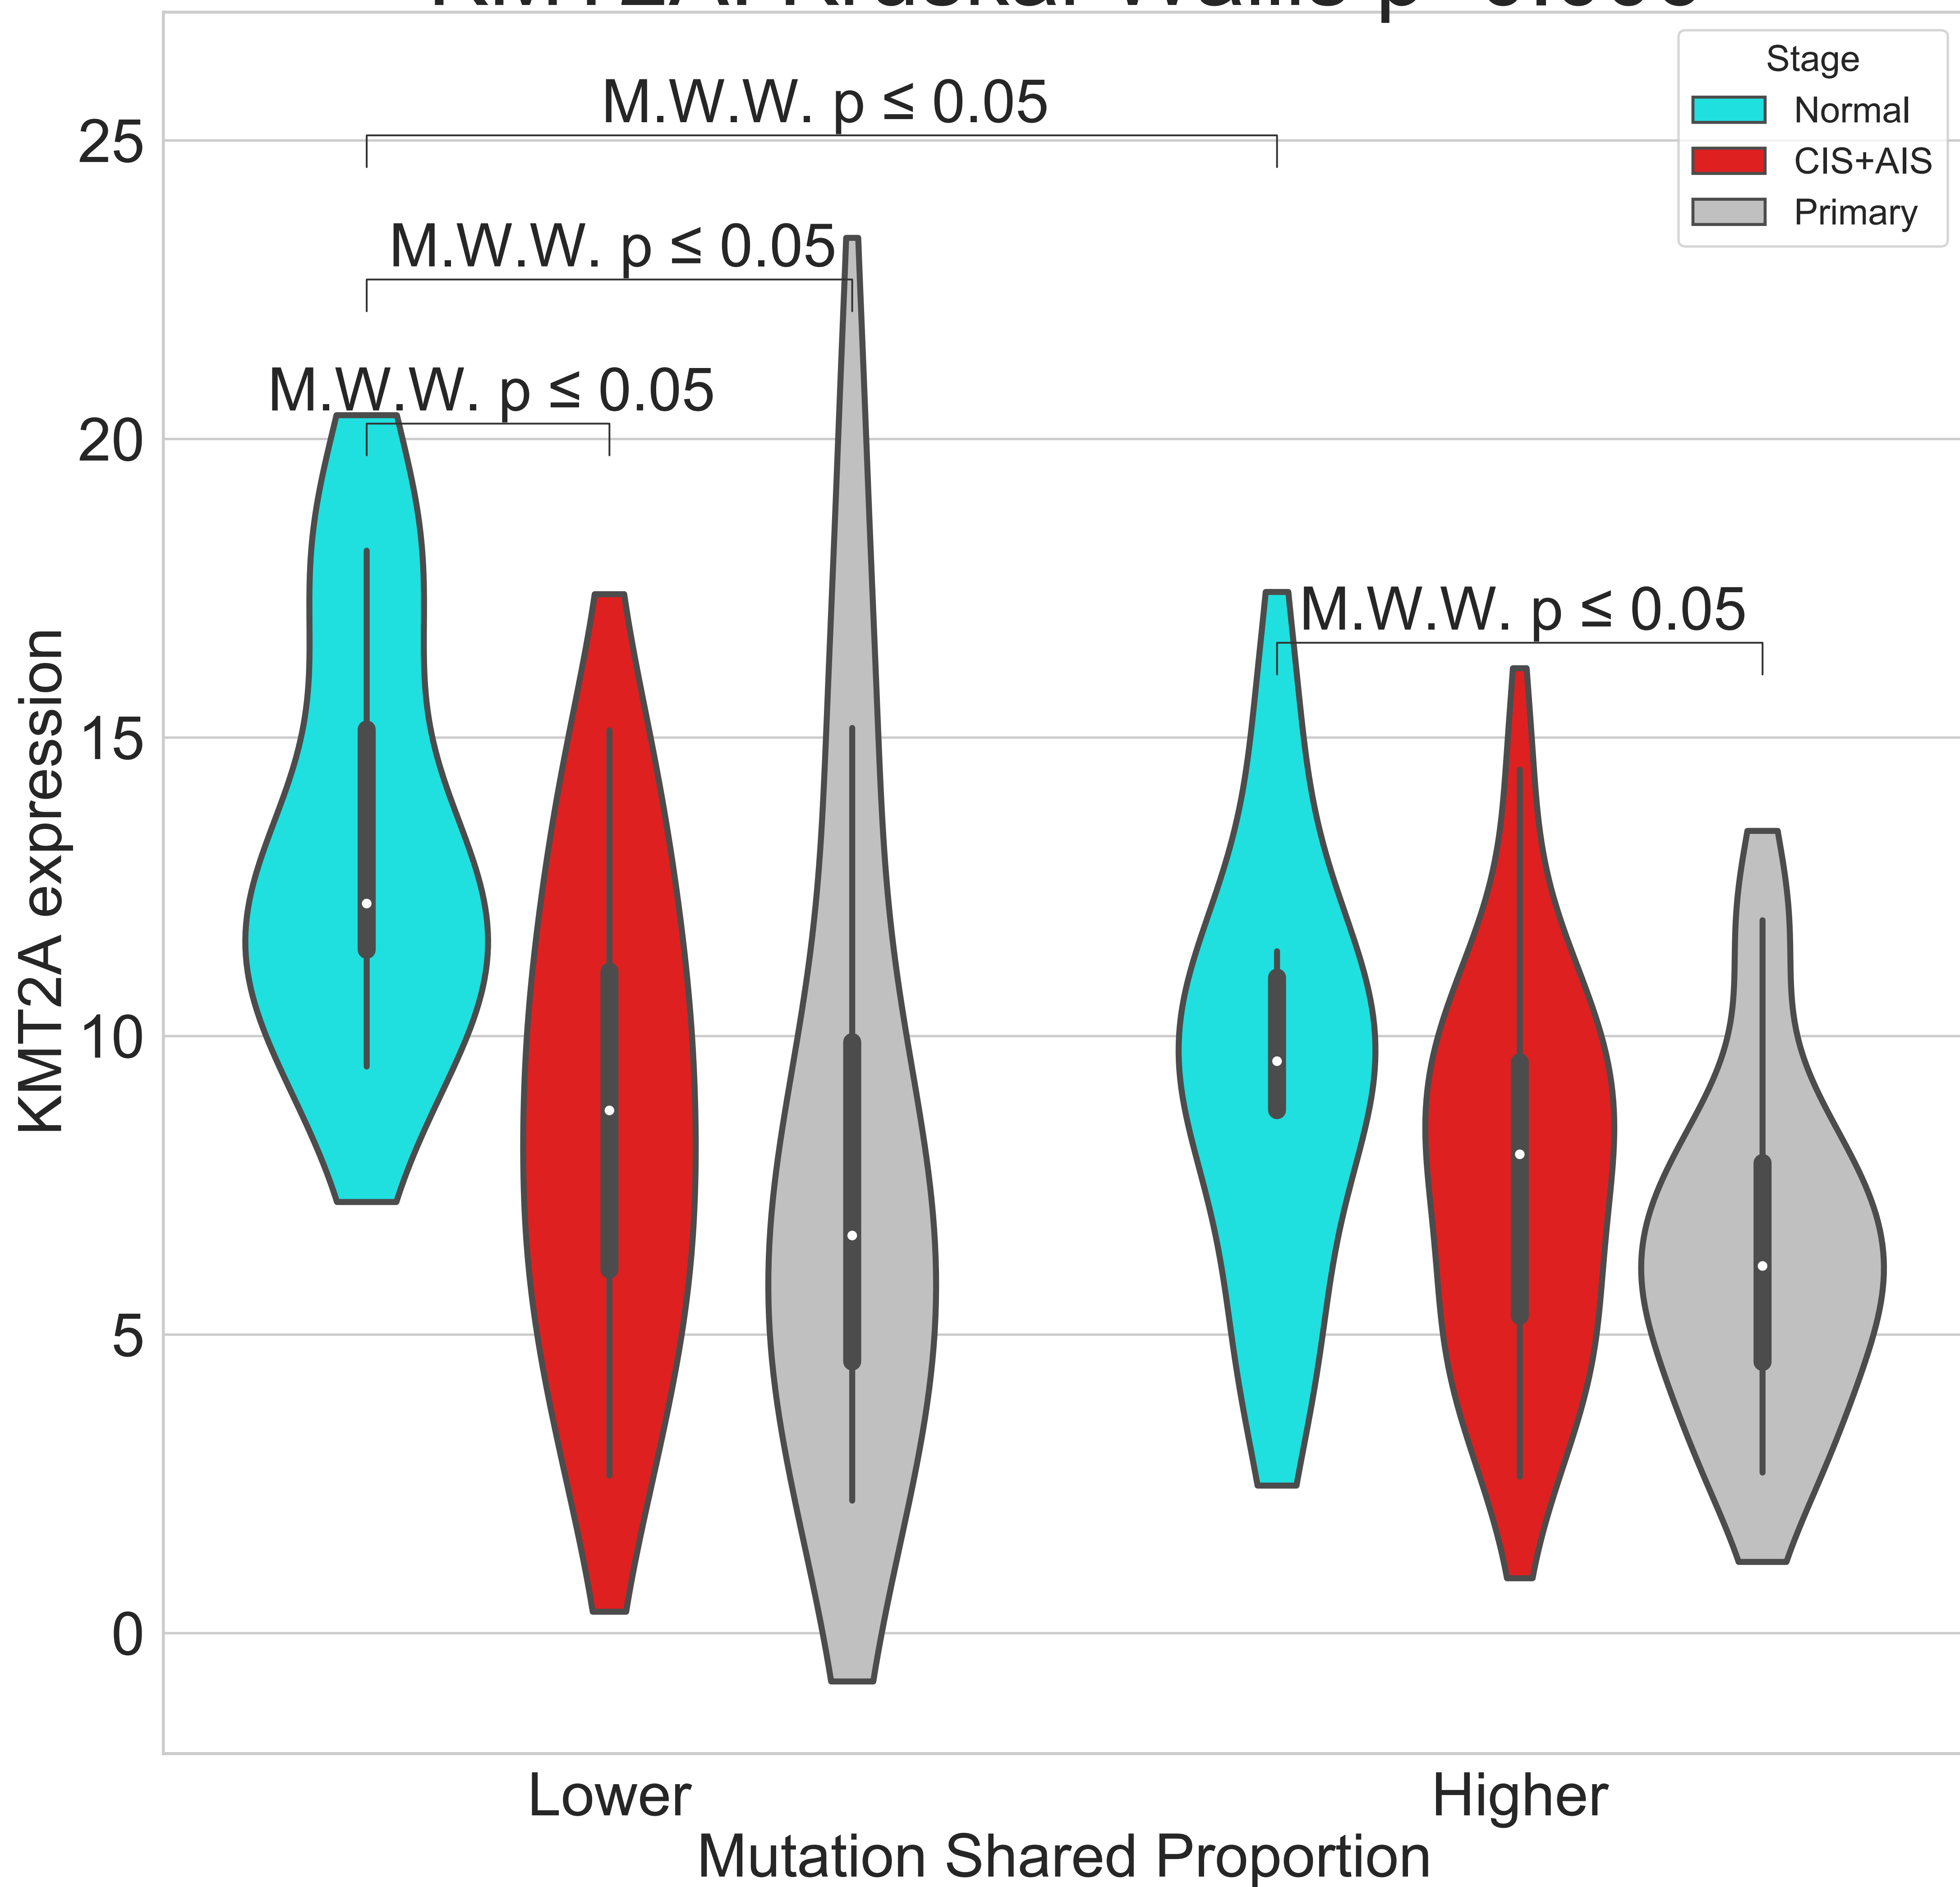 M.W.W. p ≤ 0.05
M.W.W. p ≤ 0.05
M.W.W. p ≤ 0.05
M.W.W. p ≤ 0.05
Stage
Normal
CIS+AIS
Primary
KMT2A expression
25
20
15
10
5
0
Lower
Higher
Mutation Shared Proportion